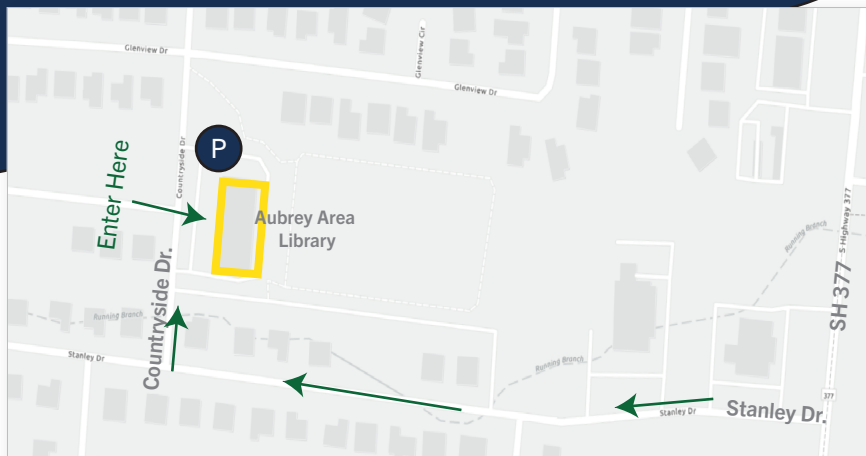 Glenview Dr
Glenview Cir
Glenview Dr
P
Countryside Dr
Enter Here
Aubrey Area
Library
S Highway 377
Running Branch
SH 377
Countryside Dr.
Running Branch
Stanley Dr
Running Branch
377
Stanley Dr
Stanley Dr.